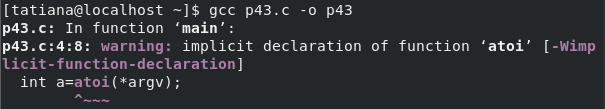 [tatiana@localhost ~]$ gcc p43.c -o p43
p43.c: In function ‘main’:
p43.c:4:8: warning: implicit declaration of function ‘atoi’ [-Wimp
licit-function-declaration]
  int a=atoi(*argv);
        ^~~~